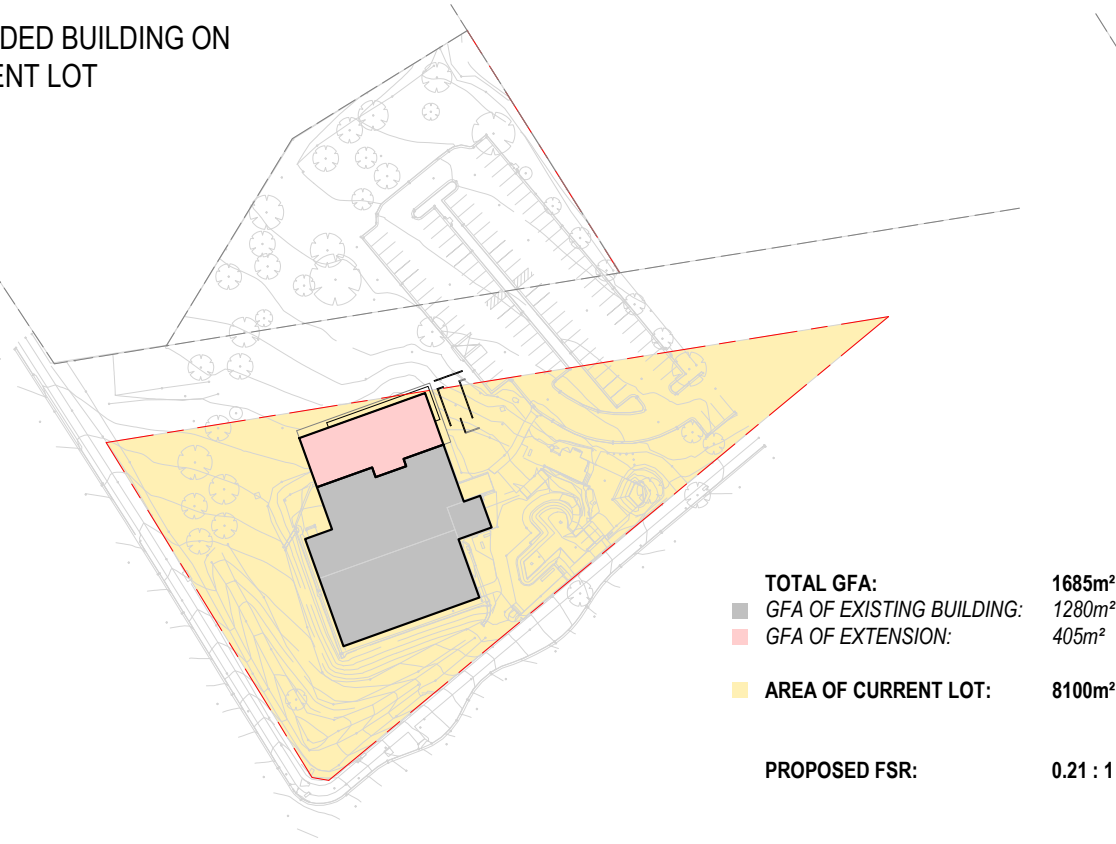 DED BUILDING ON
ENT LOT
TOTAL GFA: 1685m²
GFA OF EXISTING BUILDING: 1280m²
GFA OF EXTENSION: 405m²
AREA OF CURRENT LOT: 8100m²
PROPOSED FSR: 0.21 : 1